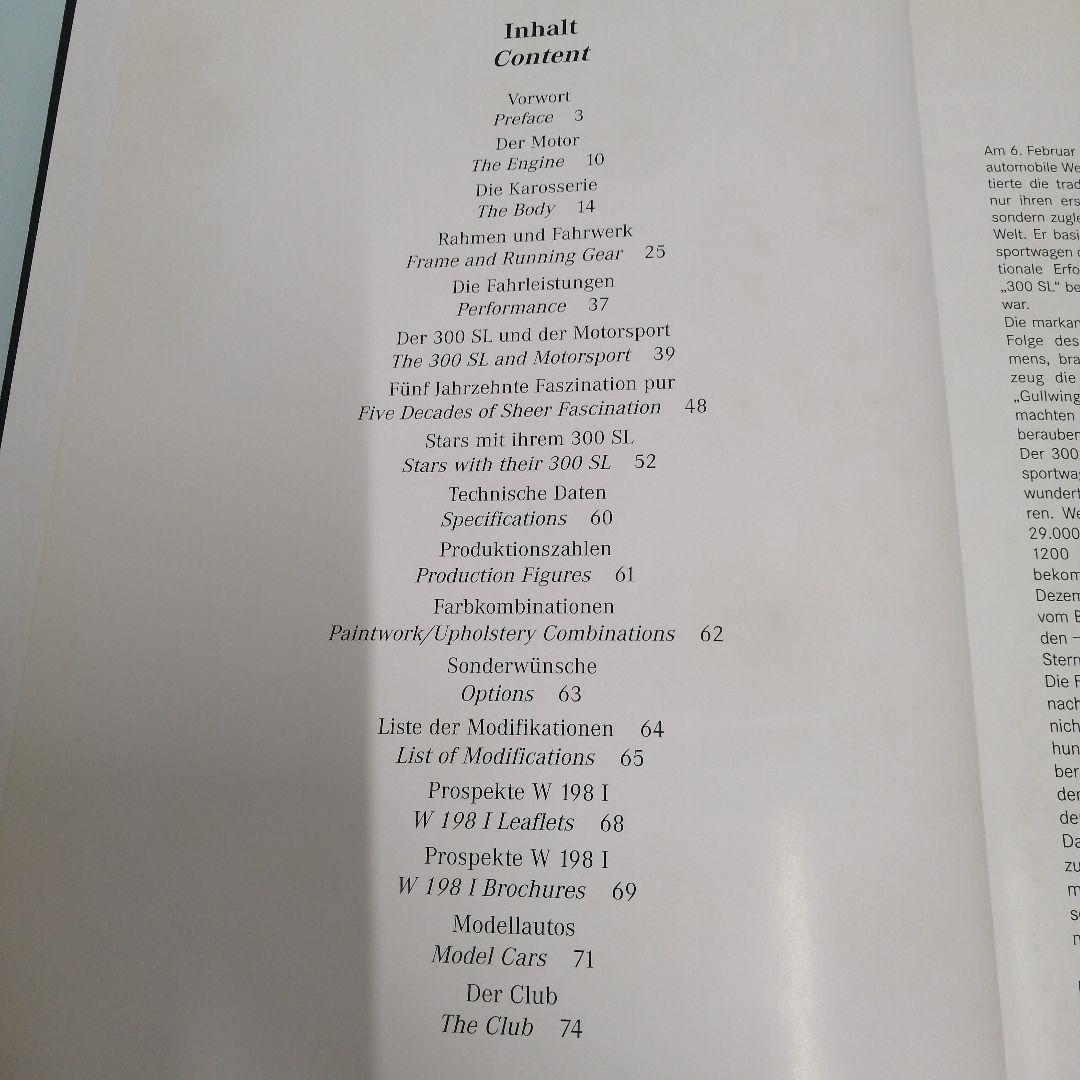 Inhalt
Content
Vorwort
Preface 3
Der Motor
The Engine 10
Die Karosserie
The Body 14
Rahmen und Fahrwerk
Frame and Running Gear 25
Die Fahrleistungen
Performance 37
Der 300 SL und der Motorsport
The 300 SL and Motorsport 39
Fünf Jahrzehnte Faszination pur
Five Decades of Sheer Fascination 48
Stars mit ihrem 300 SL
Stars with their 300 SL 52
Technische Daten
Specifications 60
Produktionszahlen
Production Figures 61
Farbkombinationen
Paintwork/Upholstery Combinations 62
Sonderwünsche
Options 63
Liste der Modifikationen 64
List of Modifications 65
Prospekte W 198 I
W 198 I Leaflets 68
Prospekte W 198 I
W 198 I Brochures 69
Modellautos
Model Cars 71
Der Club
The Club 74
Am 6. Februar
automobile We
tierte die trad
nur ihren ers
sondern zugle
Welt. Er basi
sportwagen
tionale Erfo
„300 SL“ be
war.
Die markan
Folge des
mens, bra
zeug die
„Gullwing
machten
berauben
Der 300
sportwa
wundert
ren. We
29.000
1200
bekom
Dezem
vom
den –
Stern
Die
nach
nich
hun
ber
der
de
Da
zu
m
s